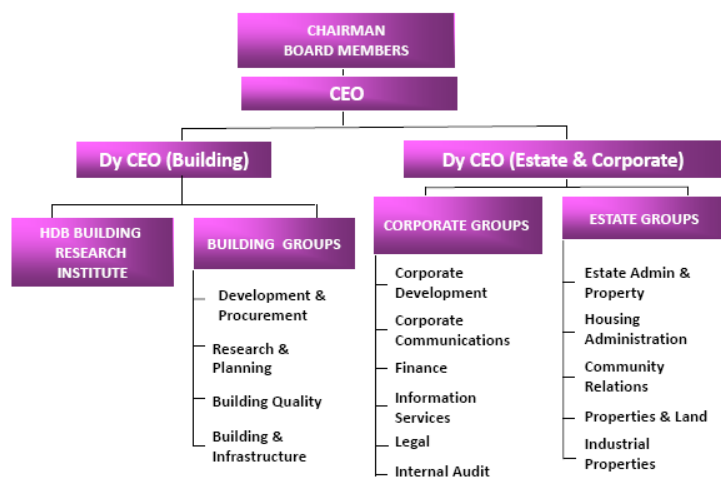 CHAIRMAN
BOARD MEMBERS
CEO
Dy CEO (Building)
Dy CEO (Estate & Corporate)
HDB BUILDING
RESEARCH
INSTITUTE
BUILDING GROUPS
Development &
Procurement
Research &
Planning
Building Quality
Building &
Infrastructure
CORPORATE GROUPS
Corporate
Development
Corporate
Communications
Finance
Information
Services
Legal
Internal Audit
ESTATE GROUPS
Estate Admin &
Property
Housing
Administration
Community
Relations
Properties & Land
Industrial
Properties